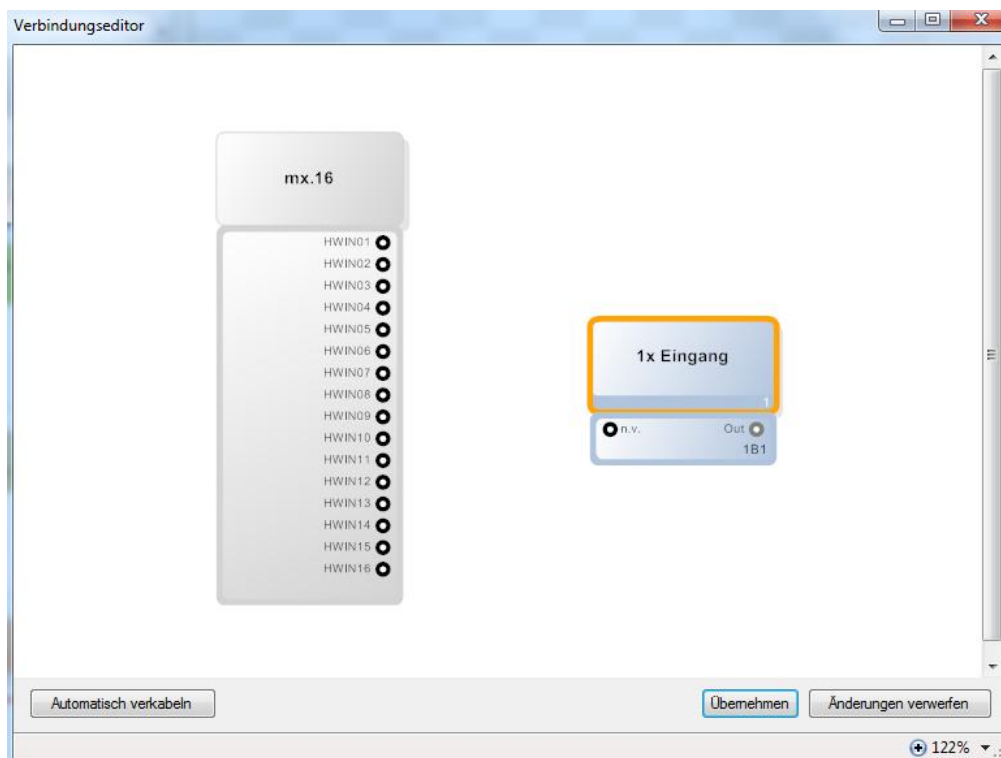 Verbindungseditor
mx.16
HWIN01
HWIN02
HWIN03
HWIN04
HWIN05
HWIN06
HWIN07
HWIN08
HWIN09
HWIN10
HWIN11
HWIN12
HWIN13
HWIN14
HWIN15
HWIN16
1x Eingang
1
n.v. Out
1B1
Automatisch verkabeln Übernehmen Änderungen verwerfen
122%